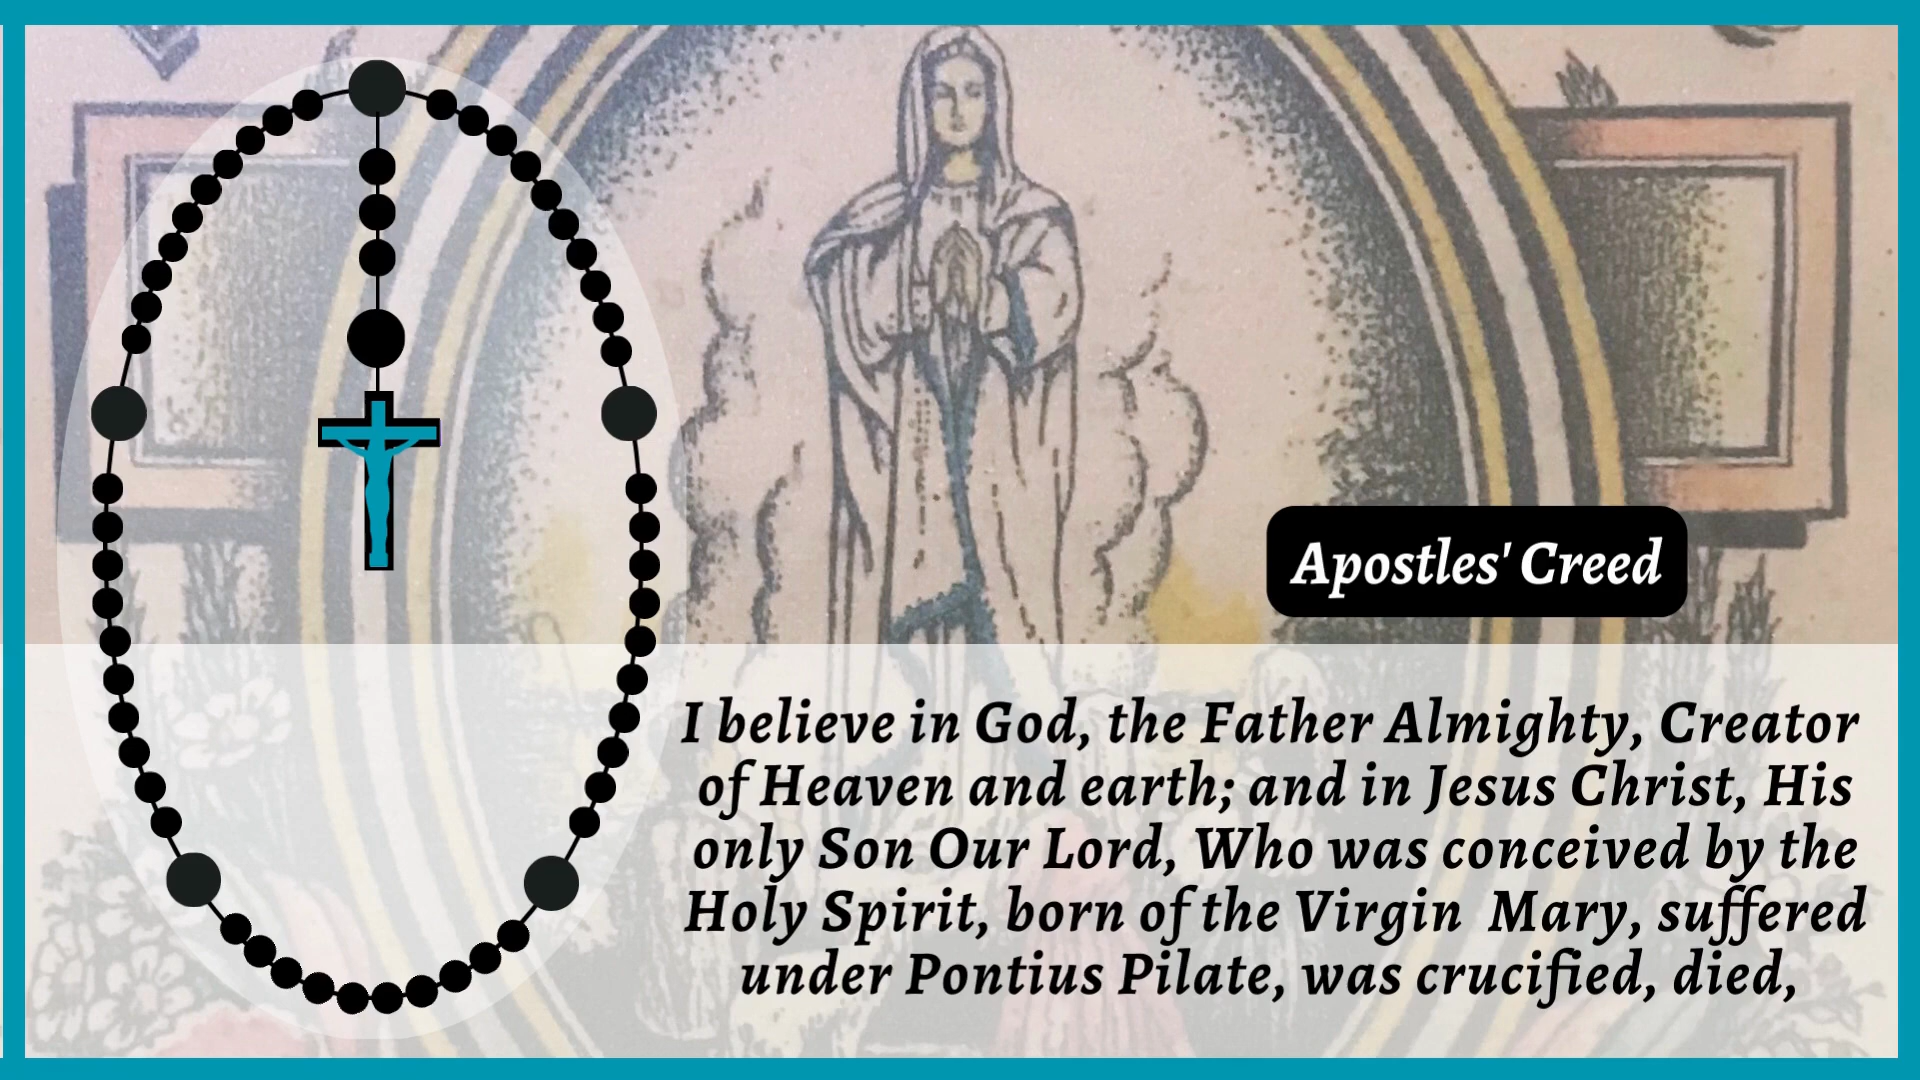 Apostles' Creed
I believe in God, the Father Almighty, Creator
of Heaven and earth; and in Jesus Christ, His
only Son Our Lord, Who was conceived by the
Holy Spirit, born of the Virgin  Mary, suffered
under Pontius Pilate, was crucified, died,